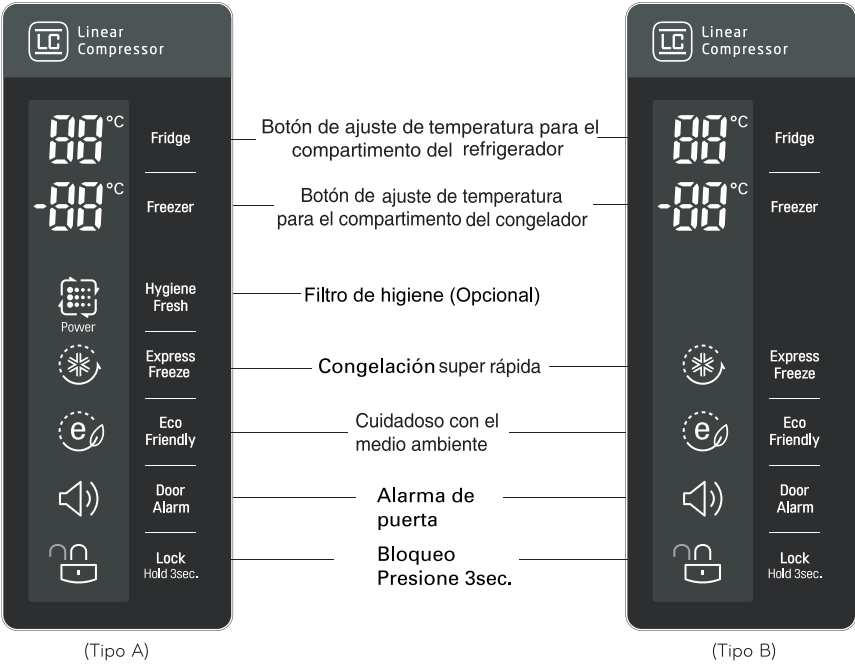 LC
Linear
Compressor
88 °C
Fridge
-88 °C
Freezer
Power
Hygiene
Fresh
Express
Freeze
e
Eco
Friendly
Door
Alarm
Lock
Hold 3sec.
(Tipo A)
Botón de ajuste de temperatura para el
compartimento del refrigerador
Botón de ajuste de temperatura
para el compartimento del congelador
Filtro de higiene (Opcional)
Congelación super rápida
Cuidadoso con el
medio ambiente
Alarma de
puerta
Bloqueo
Presione 3sec.
LC
Linear
Compressor
88 °C
Fridge
-88 °C
Freezer
Express
Freeze
e
Eco
Friendly
Door
Alarm
Lock
Hold 3sec.
(Tipo B)